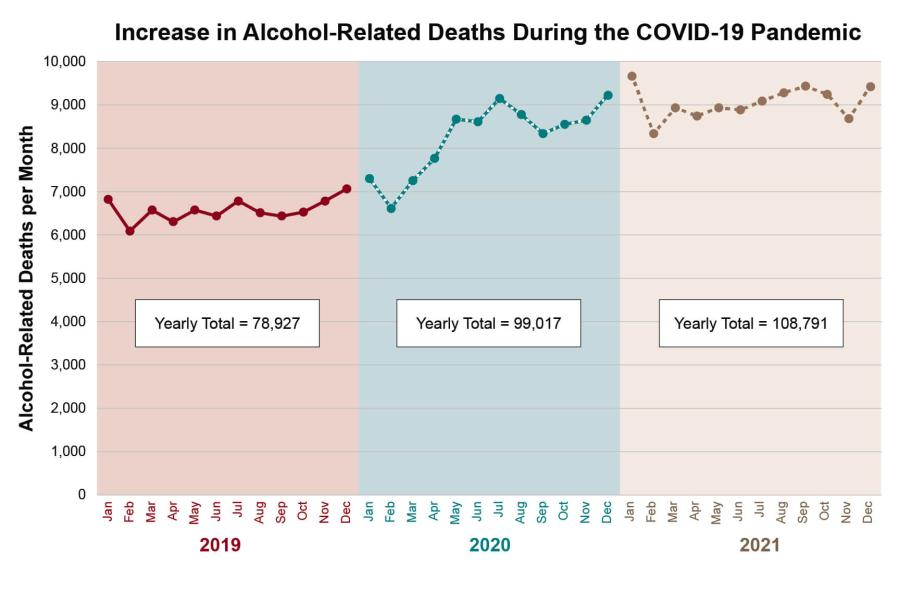 Increase in Alcohol-Related Deaths During the COVID-19 Pandemic
Alcohol-Related Deaths per Month
10,000
9,000
8,000
7,000
6,000
5,000
4,000
3,000
2,000
1,000
0
Yearly Total = 78,927
Yearly Total = 99,017
Yearly Total = 108,791
Jan Feb Mar Apr May Jun Jul Aug Sep Oct Nov Dec
Jan Feb Mar Apr May Jun Jul Aug Sep Oct Nov Dec
Jan Feb Mar Apr May Jun Jul Aug Sep Oct Nov Dec
2019
2020
2021